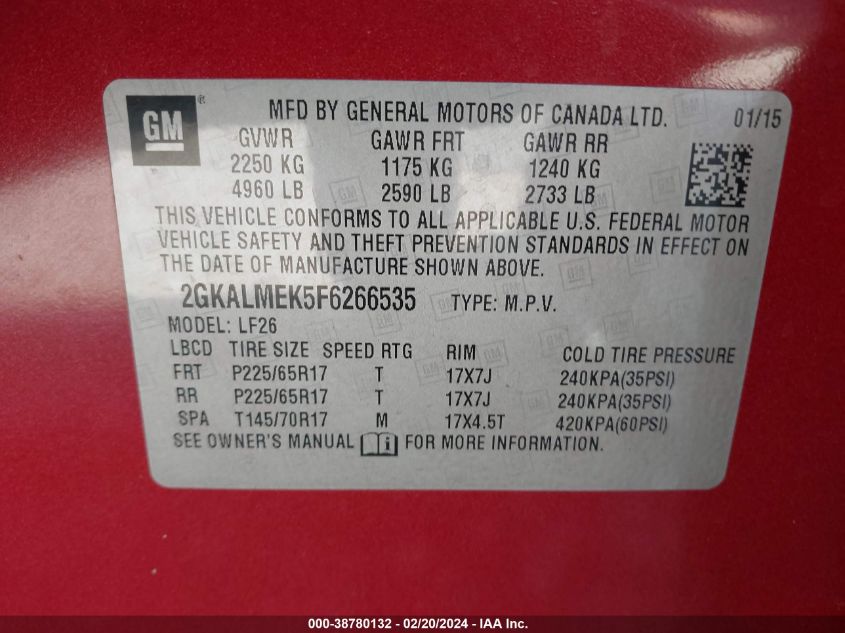 GM ® MFD BY GENERAL MOTORS OF CANADA LTD. 01/15
GVWR GAWR FRT GAWR RR
2250 KG 1175 KG 1240 KG
4960 LB 2590 LB 2733 LB
THIS VEHICLE CONFORMS TO ALL APPLICABLE U.S. FEDERAL MOTOR
VEHICLE SAFETY AND THEFT PREVENTION STANDARDS IN EFFECT ON
THE DATE OF MANUFACTURE SHOWN ABOVE.
2GKALMEK5F6266535 TYPE: M.P.V.
MODEL: LF26
LBCD TIRE SIZE SPEED RTG RIM COLD TIRE PRESSURE
FRT P225/65R17 T 17X7J 240KPA(35PSI)
RR P225/65R17 T 17X7J 240KPA(35PSI)
SPA T145/70R17 M 17X4.5T 420KPA(60PSI)
SEE OWNER'S MANUAL i FOR MORE INFORMATION.
000-38780132 - 02/20/2024 - IAA Inc.